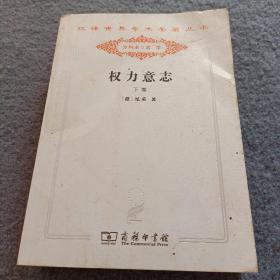 汉译世界学术名著丛书
权力意志
下卷
〔德〕尼采 著
商务印书馆
The Commercial Press